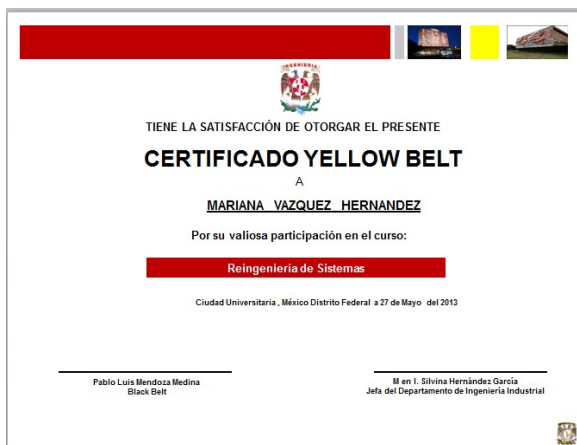 INGENIERIA
TIENE LA SATISFACCIÓN DE OTORGAR EL PRESENTE
CERTIFICADO YELLOW BELT
A
MARIANA VAZQUEZ HERNANDEZ
Por su valiosa participación en el curso:
Reingeniería de Sistemas
Ciudad Universitaria , México Distrito Federal a 27 de Mayo del 2013
Pablo Luis Mendoza Medina
Black Belt
M en I. Silvina Hernández García
Jefa del Departamento de Ingeniería Industrial